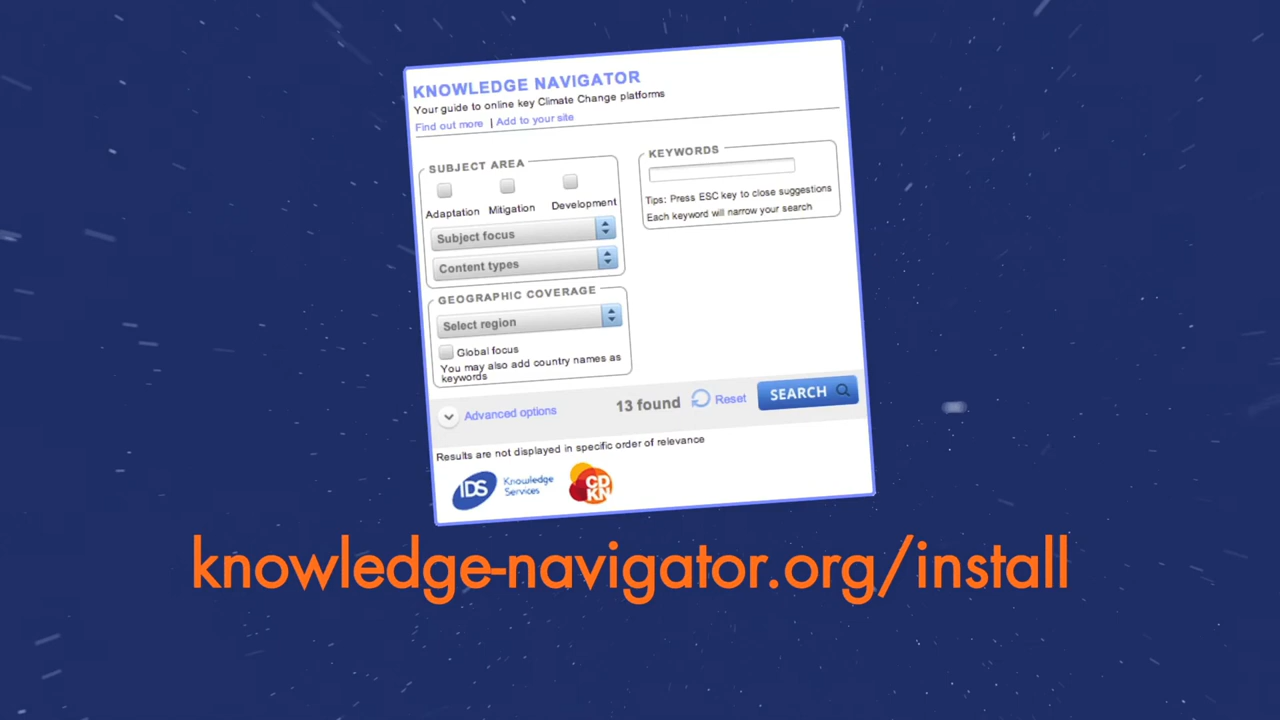 KNOWLEDGE NAVIGATOR
Your guide to online key Climate Change platforms
Find out more | Add to your site
SUBJECT AREA
Adaptation Mitigation Development
Subject focus
Content types
GEOGRAPHIC COVERAGE
Select region
Global focus
You may also add country names as
keywords
KEYWORDS
Tips: Press ESC key to close suggestions
Each keyword will narrow your search
Advanced options 13 found Reset SEARCH
Results are not displayed in specific order of relevance
IDS Knowledge
Services
CD
KN
knowledge-navigator.org/install